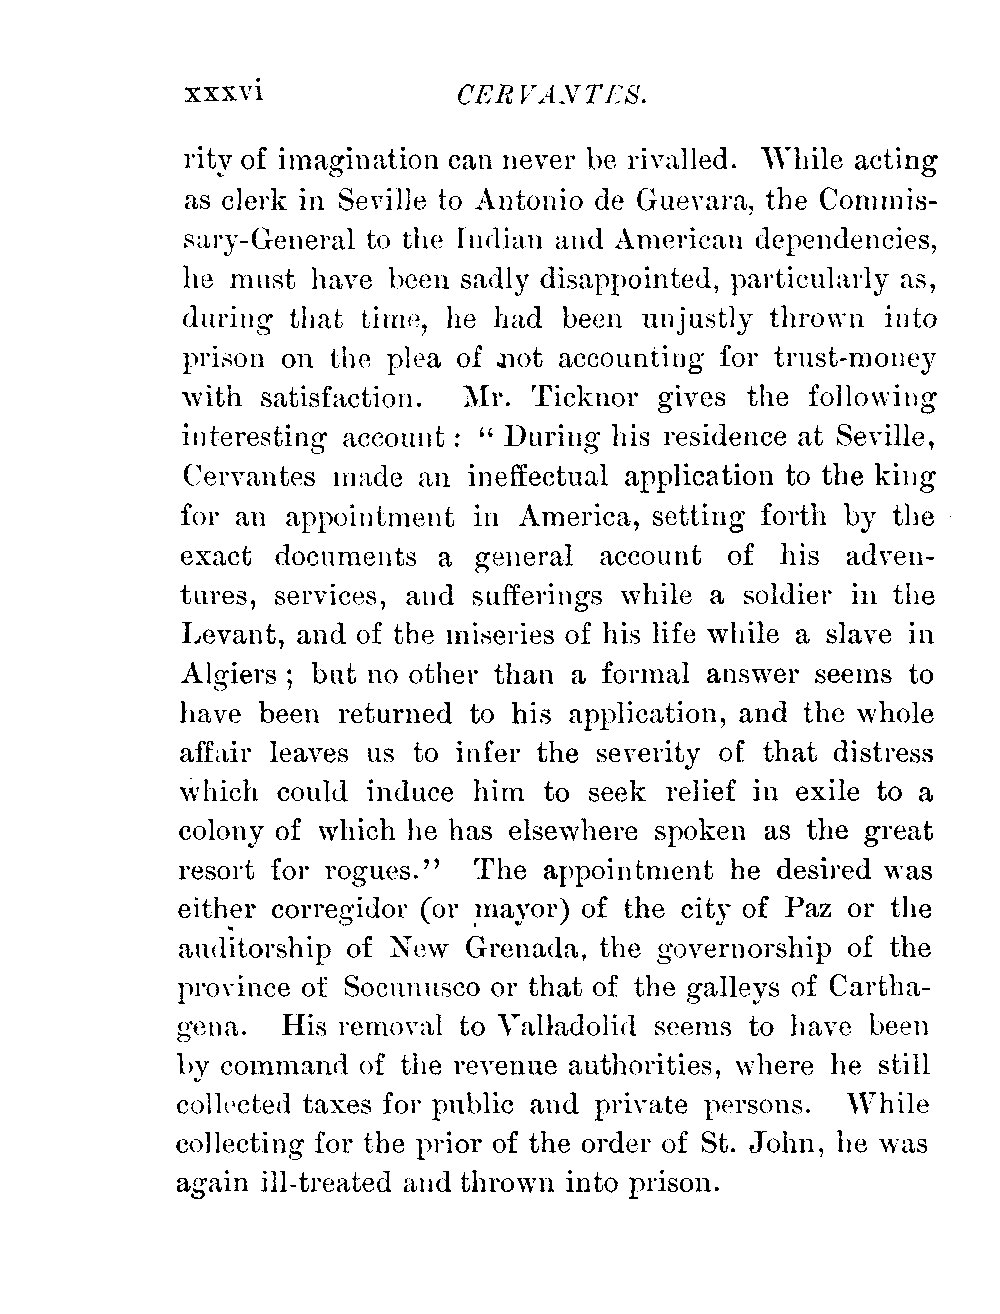 xxxvi CERVANTES.
rity of imagination can never be rivalled. While acting
as clerk in Seville to Antonio de Guevara, the Commis-
sary-General to the Indian and American dependencies,
he must have been sadly disappointed, particularly as,
during that time, he had been unjustly thrown into
prison on the plea of not accounting for trust-money
with satisfaction. Mr. Ticknor gives the following
interesting account : “ During his residence at Seville,
Cervantes made an ineffectual application to the king
for an appointment in America, setting forth by the
exact documents a general account of his adven-
tures, services, and sufferings while a soldier in the
Levant, and of the miseries of his life while a slave in
Algiers ; but no other than a formal answer seems to
have been returned to his application, and the whole
affair leaves us to infer the severity of that distress
which could induce him to seek relief in exile to a
colony of which he has elsewhere spoken as the great
resort for rogues.” The appointment he desired was
either corregidor (or mayor) of the city of Paz or the
auditorship of New Grenada, the governorship of the
province of Socunusco or that of the galleys of Cartha-
gena. His removal to Valladolid seems to have been
by command of the revenue authorities, where he still
collected taxes for public and private persons. While
collecting for the prior of the order of St. John, he was
again ill-treated and thrown into prison.